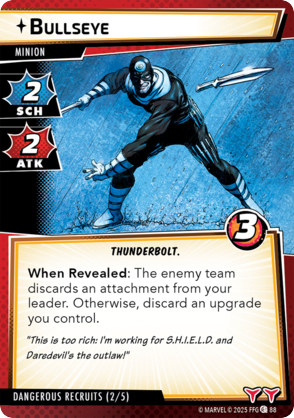 Bullseye
MINION
2
SCH
2
ATK
3
THUNDERBOLT.
When Revealed: The enemy team
discards an attachment from your
leader. Otherwise, discard an upgrade
you control.
"This is too rich: I'm working for S.H.I.E.L.D. and
Daredevil's the outlaw!"
DANGEROUS RECRUITS (2/5)
© MARVEL © 2025 FFG 88